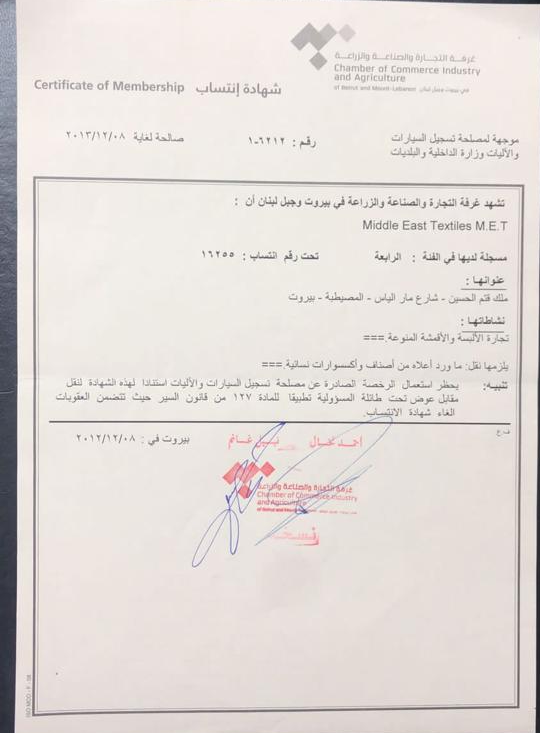 غرفة التجارة والصناعة والزراعة
Chamber of Commerce Industry
and Agriculture
of Beirut and Mount-Lebanon في بيروت وجبل لبنان
Certificate of Membership شهادة إنتساب
موجهة لمصلحة تسجيل السيارات
والآليات وزارة الداخلية والبلديات
رقم : ٦٢١٢-١
صالحة لغاية ٢٠١٣/١٢/٠٨
تشهد غرفة التجارة والصناعة والزراعة في بيروت وجبل لبنان أن :
Middle East Textiles M.E.T
مسجلة لديها في الفئة : الرابعة تحت رقم انتساب : ١٦٢٥٥
عنوانها :
ملك قثم الحسين - شارع مار الياس - المصيطبة - بيروت
نشاطاتها :
تجارة الألبسة والأقمشة المنوعة.===
يلزمها نقل: ما ورد أعلاه من أصناف وأكسسوارات نسائية.===
تنبيه: يحظر استعمال الرخصة الصادرة عن مصلحة تسجيل السيارات والآليات استنادا لهذه الشهادة لنقل
مقابل عوض تحت طائلة المسؤولية تطبيقا للمادة ١٢٧ من قانون السير حيث تتضمن العقوبات
الغاء شهادة الانتساب.
ف ع
بيروت في : ٢٠١٢/١٢/٠٨
نبيل غانم
غرفة التجارة والصناعة والزراعة
Chamber of Commerce Industry
and Agriculture
of Beirut and